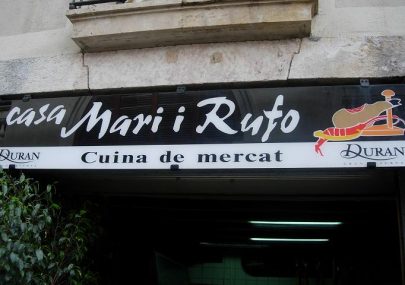 casa Mari i Rufo
DURAN
Cuina de mercat
DURAN